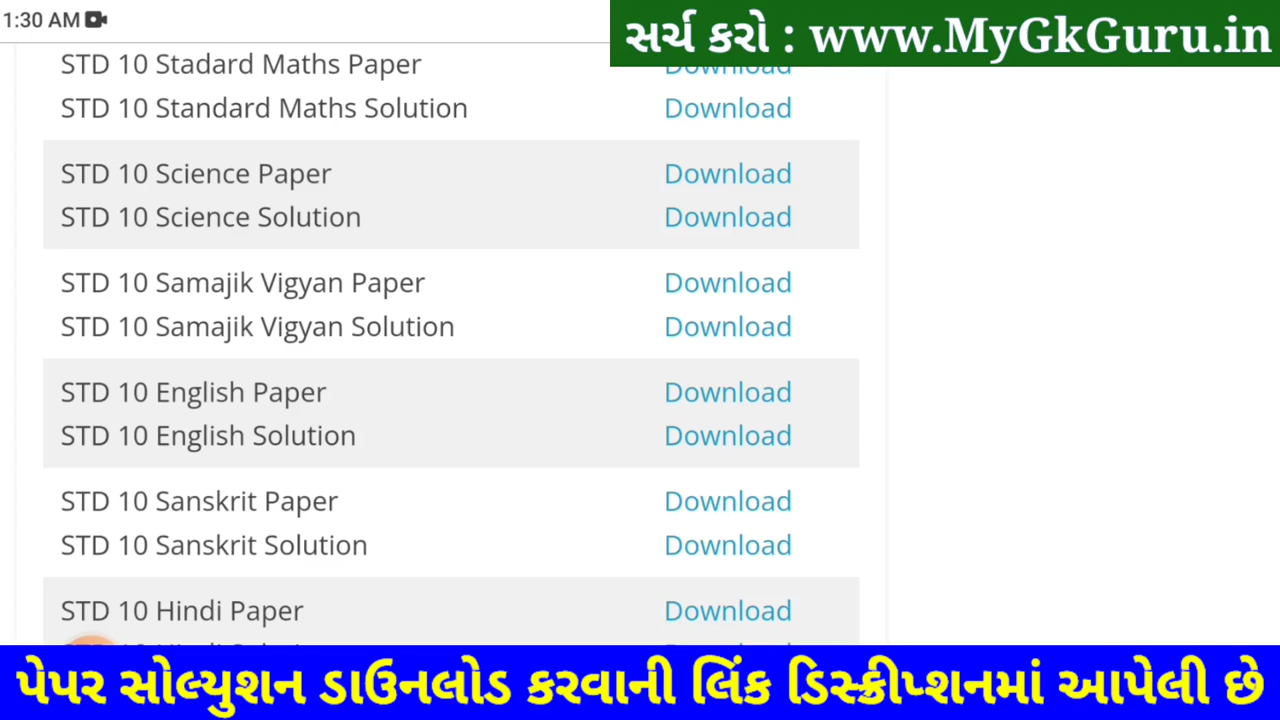 1:30 AM
સર્ચ કરો : www.MyGkGuru.in
STD 10 Stadard Maths Paper Download
STD 10 Standard Maths Solution Download
STD 10 Science Paper Download
STD 10 Science Solution Download
STD 10 Samajik Vigyan Paper Download
STD 10 Samajik Vigyan Solution Download
STD 10 English Paper Download
STD 10 English Solution Download
STD 10 Sanskrit Paper Download
STD 10 Sanskrit Solution Download
STD 10 Hindi Paper Download
પેપર સોલ્યુશન ડાઉનલોડ કરવાની લિંક ડિસ્ક્રીપ્શનમાં આપેલી છે